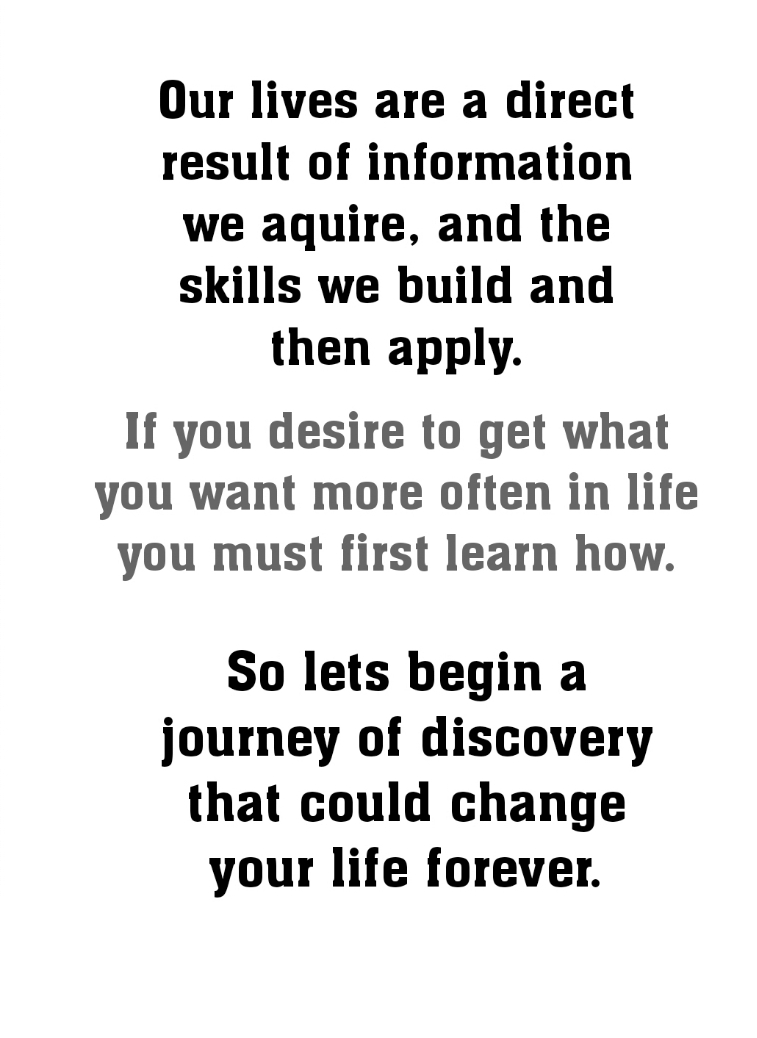 Our lives are a direct
result of information
we aquire, and the
skills we build and
then apply.
If you desire to get what
you want more often in life
you must first learn how.
So lets begin a
journey of discovery
that could change
your life forever.